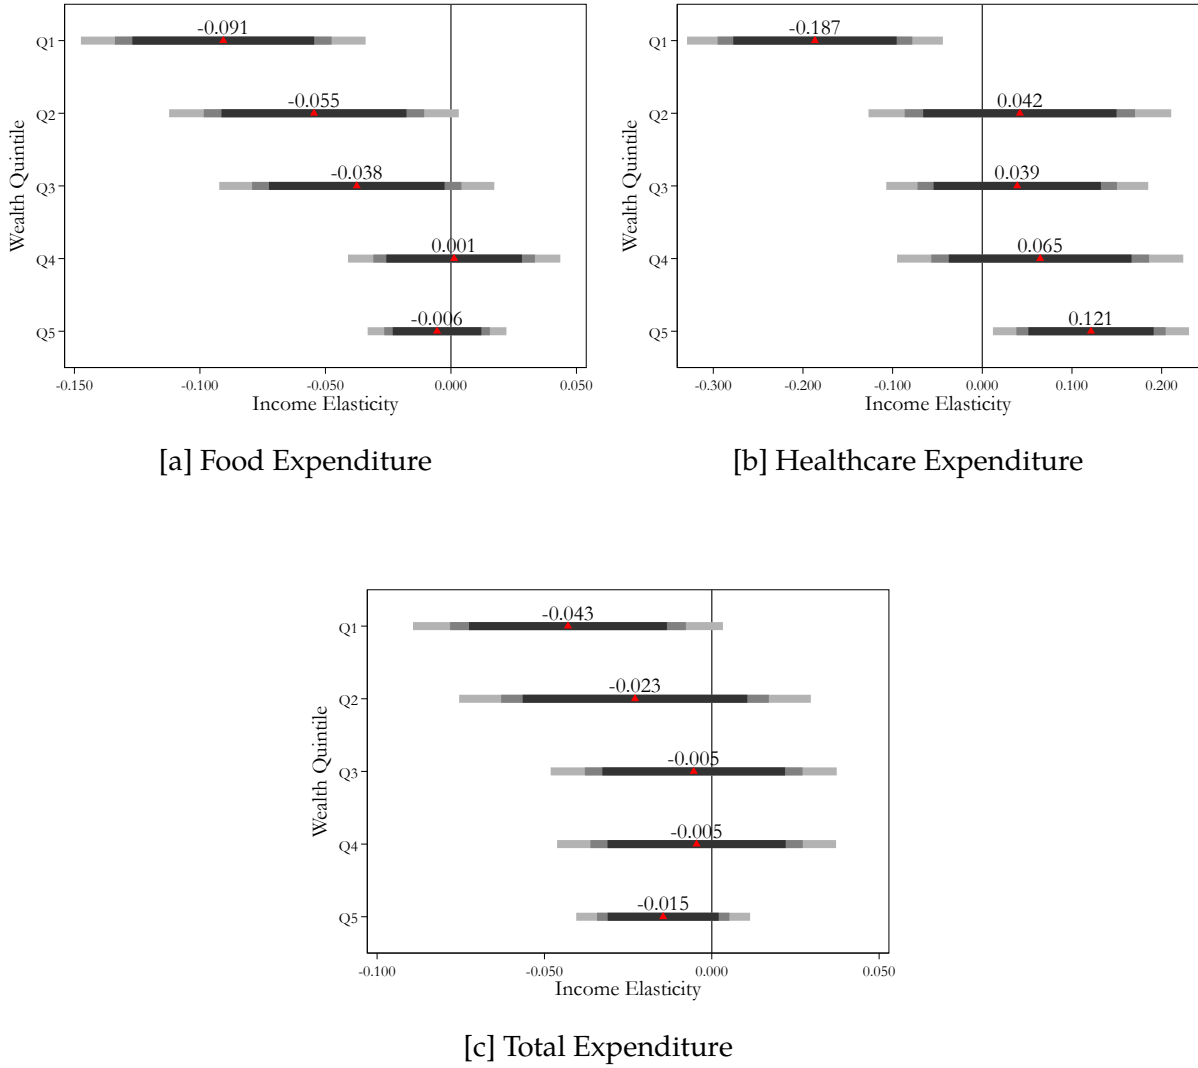 -0.091
-0.055
-0.038
0.001
-0.006
Q1
Q2
Q3
Q4
Q5
Wealth Quintile
-0.150 -0.100 -0.050 0.000 0.050
Income Elasticity
[a] Food Expenditure
-0.187
0.042
0.039
0.065
0.121
Q1
Q2
Q3
Q4
Q5
Wealth Quintile
-0.300 -0.200 -0.100 0.000 0.100 0.200
Income Elasticity
[b] Healthcare Expenditure
-0.043
-0.023
-0.005
-0.005
-0.015
Q1
Q2
Q3
Q4
Q5
Wealth Quintile
-0.100 -0.050 0.000 0.050
Income Elasticity
[c] Total Expenditure